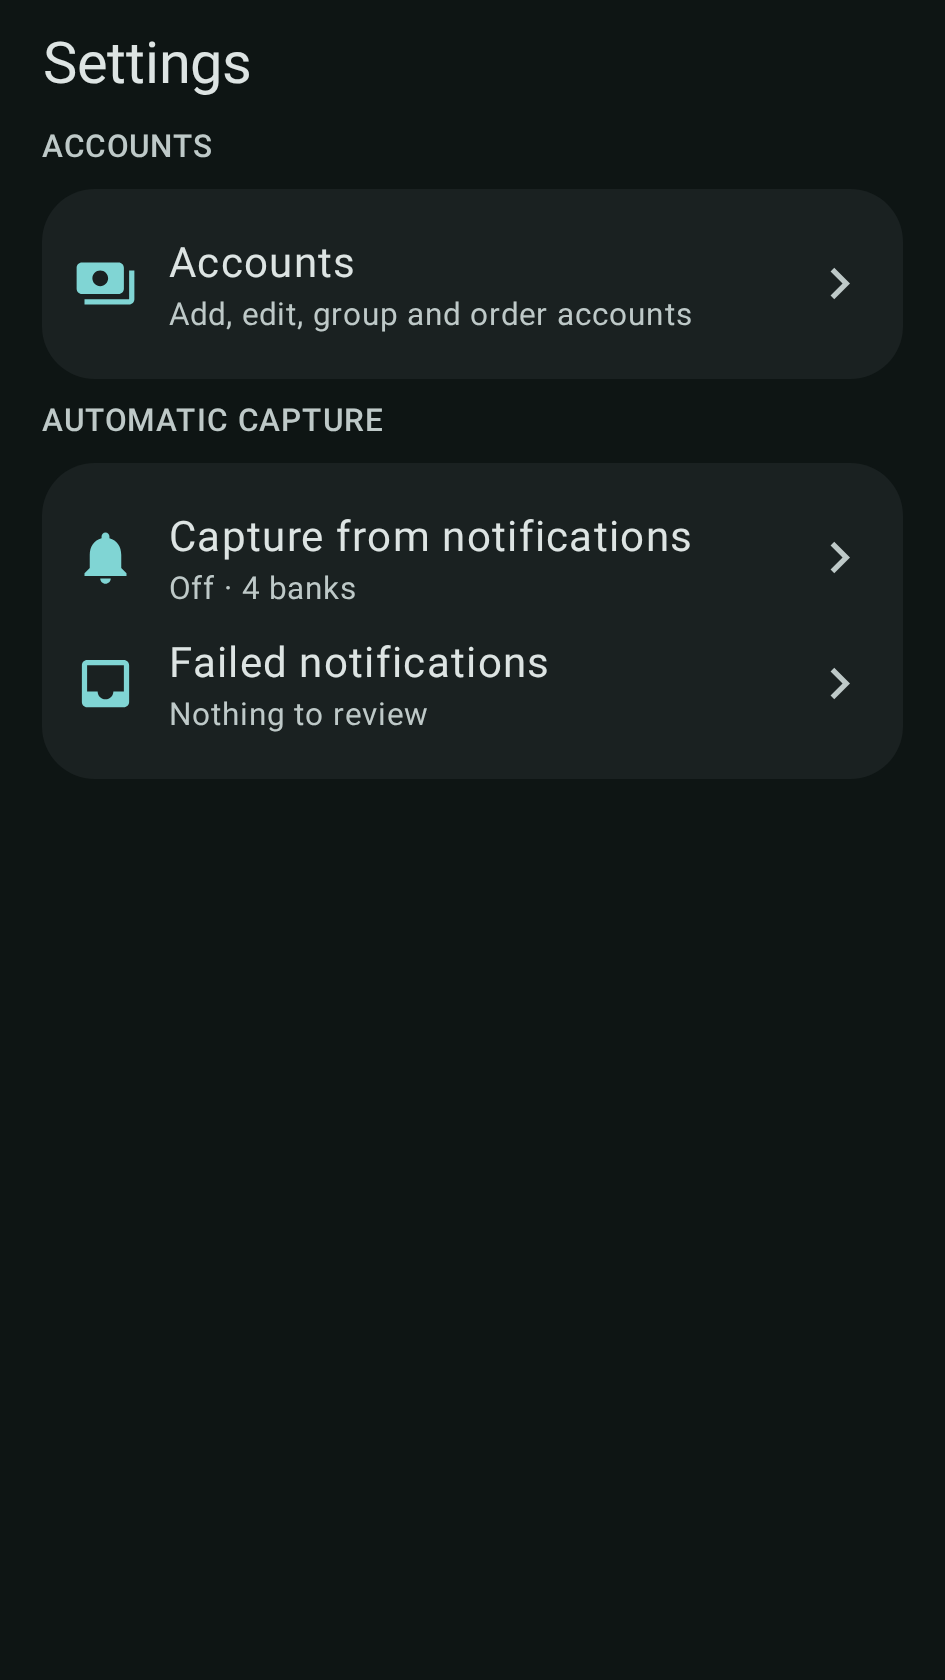 Settings
ACCOUNTS
Accounts
Add, edit, group and order accounts
AUTOMATIC CAPTURE
Capture from notifications
Off · 4 banks
Failed notifications
Nothing to review